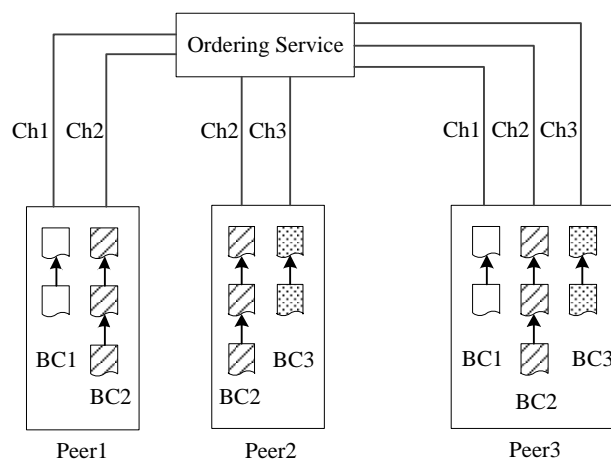 Ordering Service
Ch1 Ch2 Ch2 Ch3 Ch1 Ch2 Ch3
BC1 BC3 BC1 BC3
BC2 BC2 BC2
Peer1 Peer2 Peer3